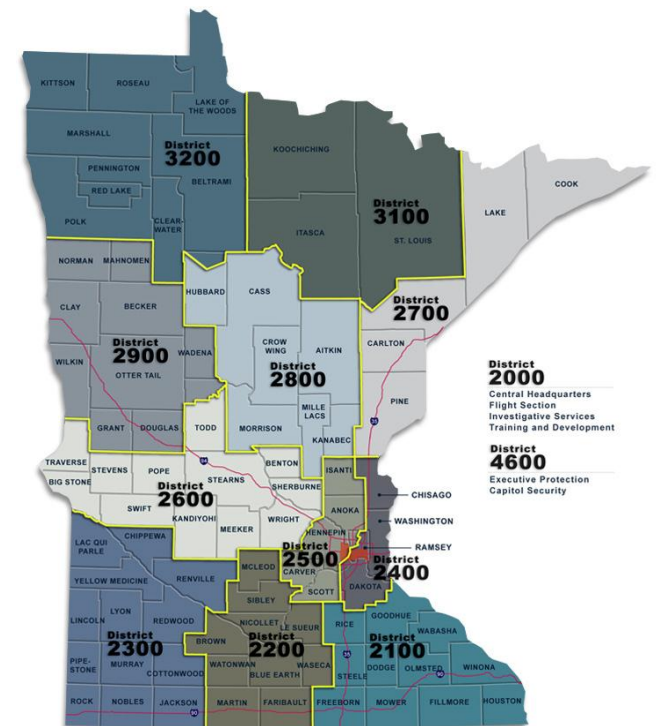 KITTSON
ROSEAU
LAKE OF
THE WOODS
MARSHALL
District
3200
PENNINGTON
RED LAKE
BELTRAMI
POLK
CLEAR-
WATER
KOOCHICHING
District
3100
ITASCA
ST. LOUIS
COOK
LAKE
NORMAN
MAHNOMEN
CLAY
BECKER
District
2900
WADENA
WILKIN
OTTER TAIL
GRANT
DOUGLAS
HUBBARD
CASS
CROW
WING
AITKIN
District
2800
MILLE
LACS
MORRISON
KANABEC
District
2700
CARLTON
PINE
35
District
2000
Central Headquarters
Flight Section
Investigative Services
Training and Development
District
4600
Executive Protection
Capitol Security
TODD
94
TRAVERSE
BIG STONE
STEVENS
POPE
STEARNS
BENTON
SHERBURNE
District
2600
SWIFT
KANDIYOHI
MEEKER
WRIGHT
ISANTI
ANOKA
HENNEPIN
District
2500
CARVER
SCOTT
CHISAGO
WASHINGTON
RAMSEY
District
2400
DAKOTA
LAC QUI
PARLE
CHIPPEWA
YELLOW MEDICINE
RENVILLE
LYON
LINCOLN
REDWOOD
District
2300
PIPE-
STONE
MURRAY
COTTONWOOD
ROCK
NOBLES
JACKSON
90
MCLEOD
SIBLEY
NICOLLET
LE SUEUR
BROWN
District
2200
WATONWAN
BLUE EARTH
WASECA
MARTIN
FARIBAULT
RICE
GOODHUE
WABASHA
District
2100
35
STEELE
DODGE
OLMSTED
WINONA
90
FREEBORN
MOWER
FILLMORE
HOUSTON